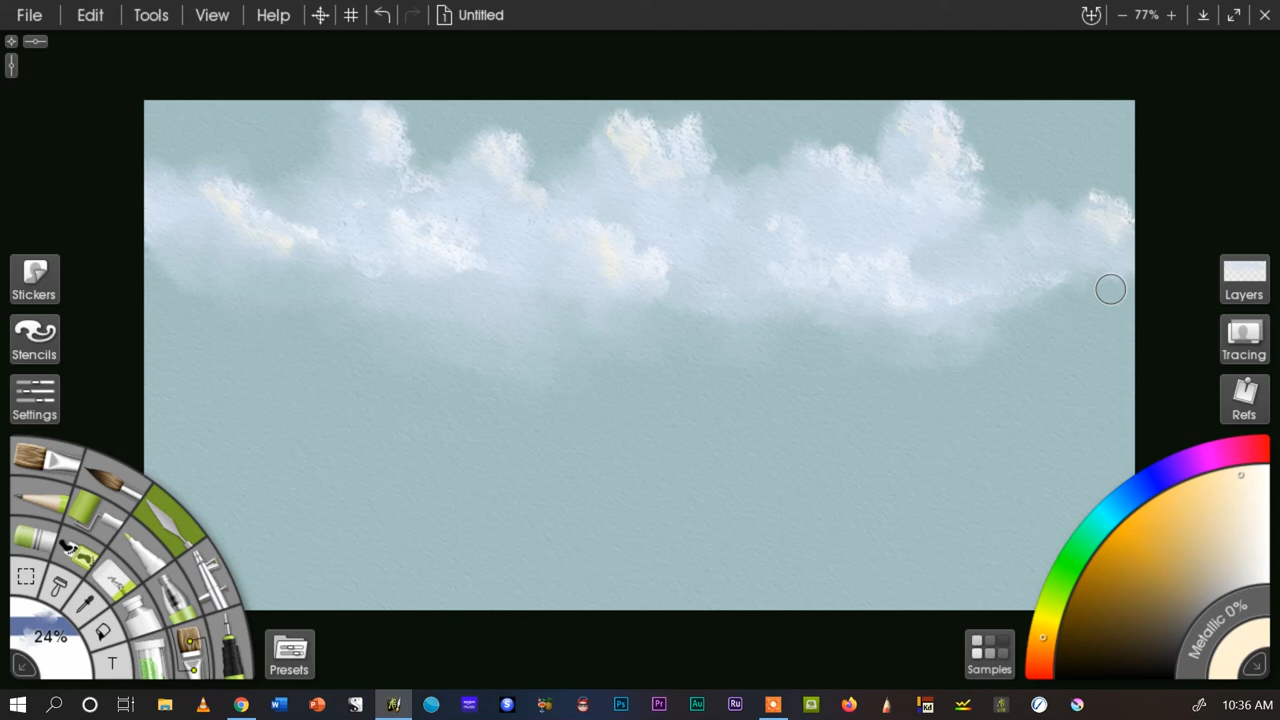 File Edit Tools View Help Untitled 77%
Stickers
Stencils
Settings
Layers
Tracing
Refs
24%
T
Presets
Samples
Metallic 0%
10:36 AM